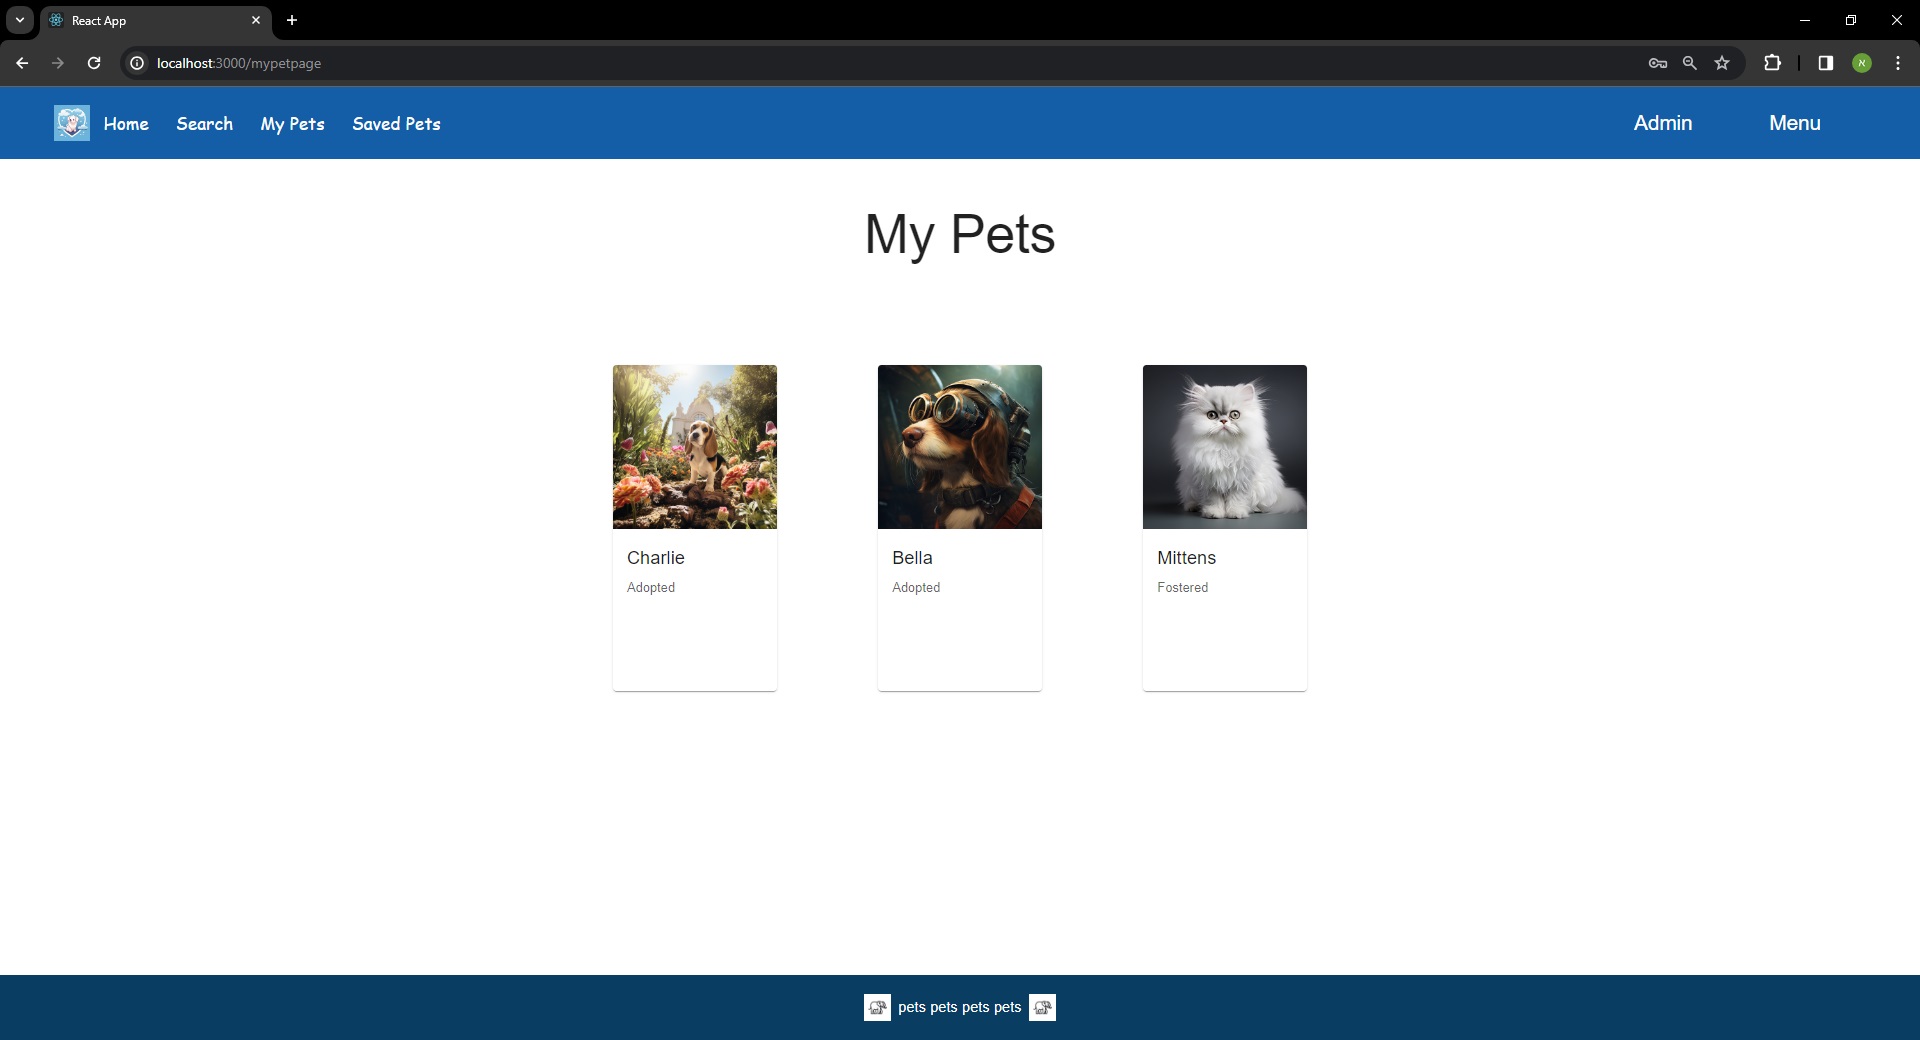 React App
localhost:3000/mypetpage
א
Home Search My Pets Saved Pets Admin Menu
My Pets
Charlie
Adopted
Bella
Adopted
Mittens
Fostered
pets pets pets pets